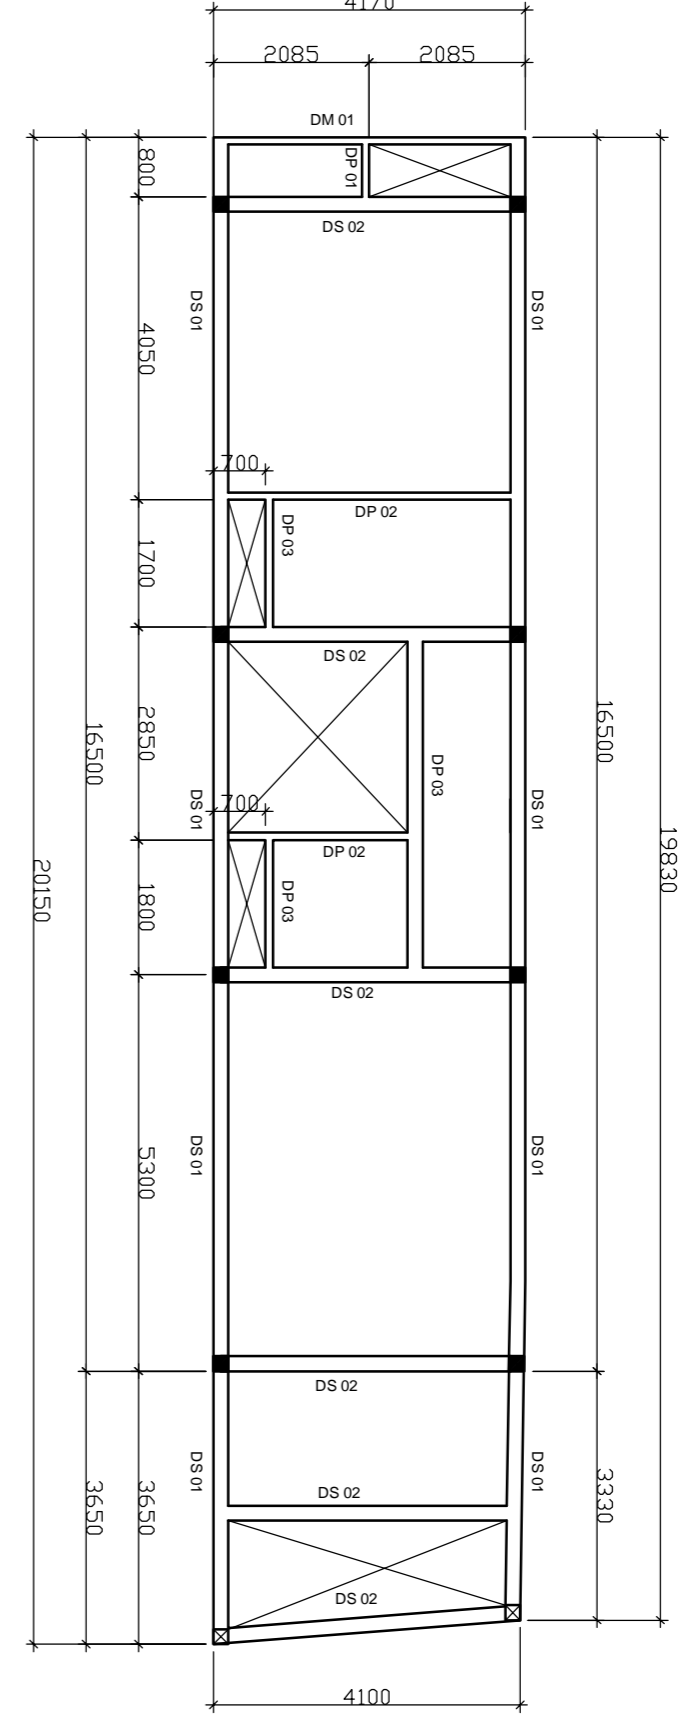 4170
2085
2085
DM 01
800
DP 01
DS 02
DS 01
DS 01
4050
700
DP 02
DP 03
1700
DS 02
2850
16500
16500
DP 03
DS 01
700
DS 01
DP 02
19830
20150
1800
DP 03
DS 02
5300
DS 01
DS 01
DS 02
DS 01
DS 01
3650
3650
3330
DS 02
DS 02
4100